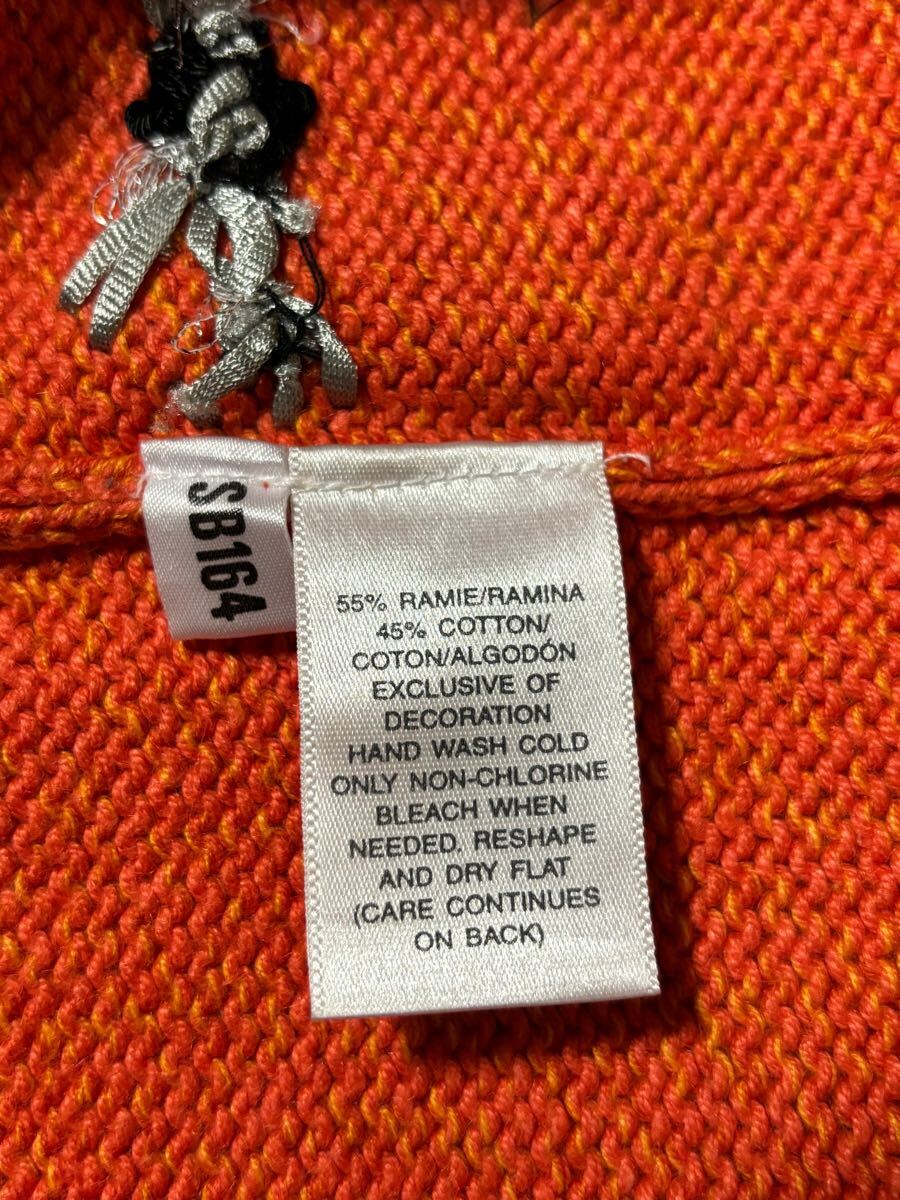 SB164
55% RAMIE/RAMINA
45% COTTON/
COTON/ALGODÓN
EXCLUSIVE OF
DECORATION
HAND WASH COLD
ONLY NON-CHLORINE
BLEACH WHEN
NEEDED. RESHAPE
AND DRY FLAT
(CARE CONTINUES
ON BACK)